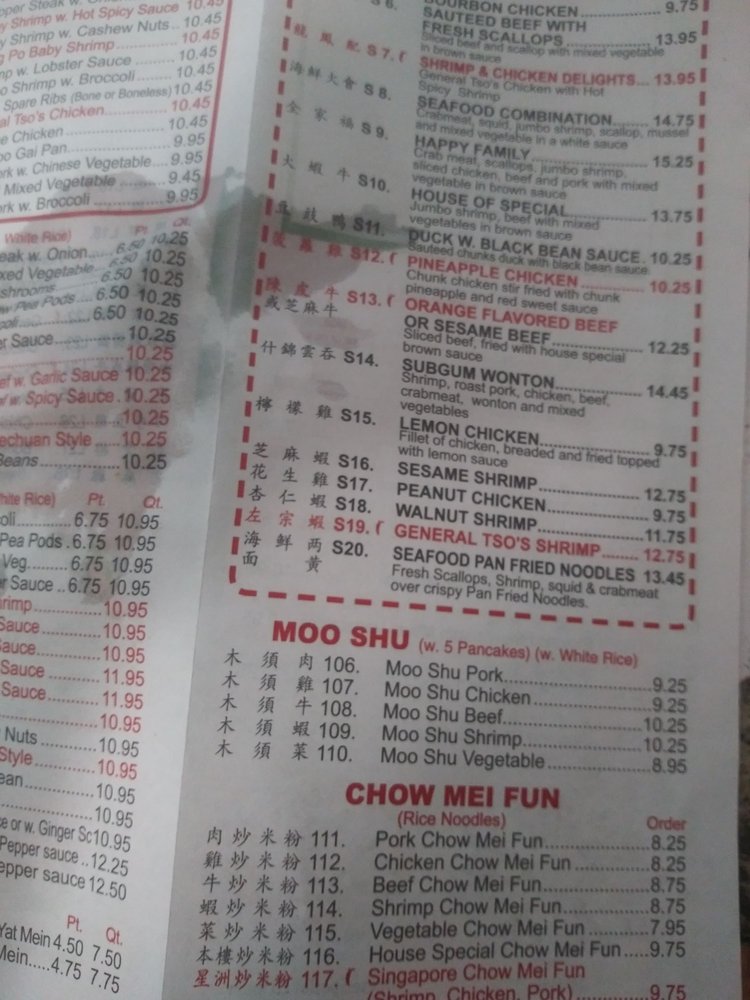 BOURBON CHICKEN 9.75
SAUTEED BEEF WITH
龍鳳配 S7. FRESH SCALLOPS 13.95
Sliced beef and scallop with mixed vegetable
in brown sauce
SHRIMP & CHICKEN DELIGHTS... 13.95
海鮮大會 S8. General Tso's Chicken with Hot
Spicy Shrimp
SEAFOOD COMBINATION 14.75
全家福 S9. Crabmeat, squid, jumbo shrimp, scallop, mussel
and mixed vegetable in a white sauce
HAPPY FAMILY 15.25
大蝦牛 S10. Crab meat, scallops, jumbo shrimp,
sliced chicken, beef and pork with mixed
vegetable in brown sauce
HOUSE OF SPECIAL 13.75
豆豉鴨 S11. Jumbo shrimp, beef with mixed
vegetables in brown sauce
DUCK W. BLACK BEAN SAUCE. 10.25
菠蘿雞 S12. Sauteed chunks duck with black bean sauce.
PINEAPPLE CHICKEN 10.25
Chunk chicken stir fried with chunk
pineapple and red sweet sauce
陳皮牛 S13. ORANGE FLAVORED BEEF
或芝麻牛 OR SESAME BEEF 12.25
Sliced beef, fried with house special
brown sauce
什錦雲吞 S14. SUBGUM WONTON 14.45
Shrimp, roast pork, chicken, beef,
crabmeat, wonton and mixed
vegetables
檸檬雞 S15. LEMON CHICKEN 9.75
Fillet of chicken, breaded and fried topped
with lemon sauce
芝麻蝦 S16. SESAME SHRIMP 12.75
花生雞 S17. PEANUT CHICKEN 9.75
杏仁蝦 S18. WALNUT SHRIMP 11.75
左宗蝦 S19. GENERAL TSO'S SHRIMP 12.75
海鮮两面黄 S20. SEAFOOD PAN FRIED NOODLES 13.45
Fresh Scallops, Shrimp, squid & crabmeat
over crispy Pan Fried Noodles.
MOO SHU (w. 5 Pancakes) (w. White Rice)
木須肉 106. Moo Shu Pork 9.25
木須雞 107. Moo Shu Chicken 9.25
木須牛 108. Moo Shu Beef 10.25
木須蝦 109. Moo Shu Shrimp 10.25
木須菜 110. Moo Shu Vegetable 8.95
CHOW MEI FUN
(Rice Noodles) Order
肉炒米粉 111. Pork Chow Mei Fun 8.25
雞炒米粉 112. Chicken Chow Mei Fun 8.25
牛炒米粉 113. Beef Chow Mei Fun 8.75
蝦炒米粉 114. Shrimp Chow Mei Fun 8.75
菜炒米粉 115. Vegetable Chow Mei Fun 7.95
本樓炒米粉 116. House Special Chow Mei Fun 9.75
星洲炒米粉 117. Singapore Chow Mei Fun
(Shrimp, Chicken, Pork) 9.75
Shrimp w. Hot Spicy Sauce 10.45
Shrimp w. Cashew Nuts 10.45
Po Baby Shrimp 10.45
w. Lobster Sauce 10.45
Shrimp w. Broccoli 10.45
Spare Ribs (Bone or Boneless) 10.45
Tso's Chicken 10.45
Chicken 10.45
Gai Pan 9.95
w. Chinese Vegetable 9.95
Mixed Vegetable 9.45
w. Broccoli 9.95
White Rice) Pt. Qt.
w. Onion 6.50 10.25
Vegetable 6.50 10.25
6.50 10.25
Pea Pods 6.50 10.25
6.50 10.25
Sauce 10.25
10.25
w. Garlic Sauce 10.25
w. Spicy Sauce 10.25
10.25
Style 10.25
Beans 10.25
Pt. Qt.
6.75 10.95
Pea Pods 6.75 10.95
Veg. 6.75 10.95
Sauce 6.75 10.95
10.95
Sauce 10.95
10.95
Sauce 11.95
Sauce 11.95
10.95
Nuts 10.95
Style 10.95
10.95
10.95
or w. Ginger Sc 10.95
Pepper sauce 12.25
sauce 12.50
Pt. Qt.
Yat Mein 4.50 7.50
Mein 4.75 7.75